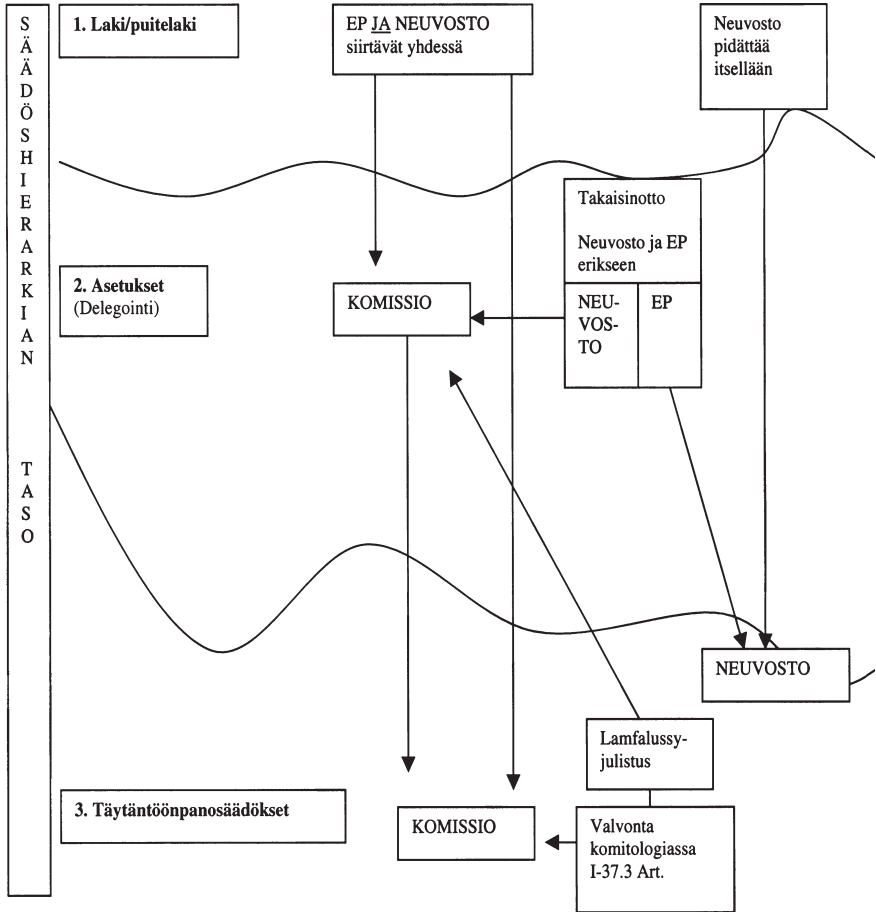 SÄÄDÖSHIERARKIAN TASO
1. Laki/puitelaki
EP JA NEUVOSTO
siirtävät yhdessä
Neuvosto
pidättää
itsellään
Takaisinotto
Neuvosto ja EP
erikseen
2. Asetukset
(Delegointi)
KOMISSIO
NEU-
VOS-
TO
EP
NEUVOSTO
Lamfalussy-
julistus
3. Täytäntöönpanosäädökset
KOMISSIO
Valvonta
komitologiassa
I-37.3 Art.